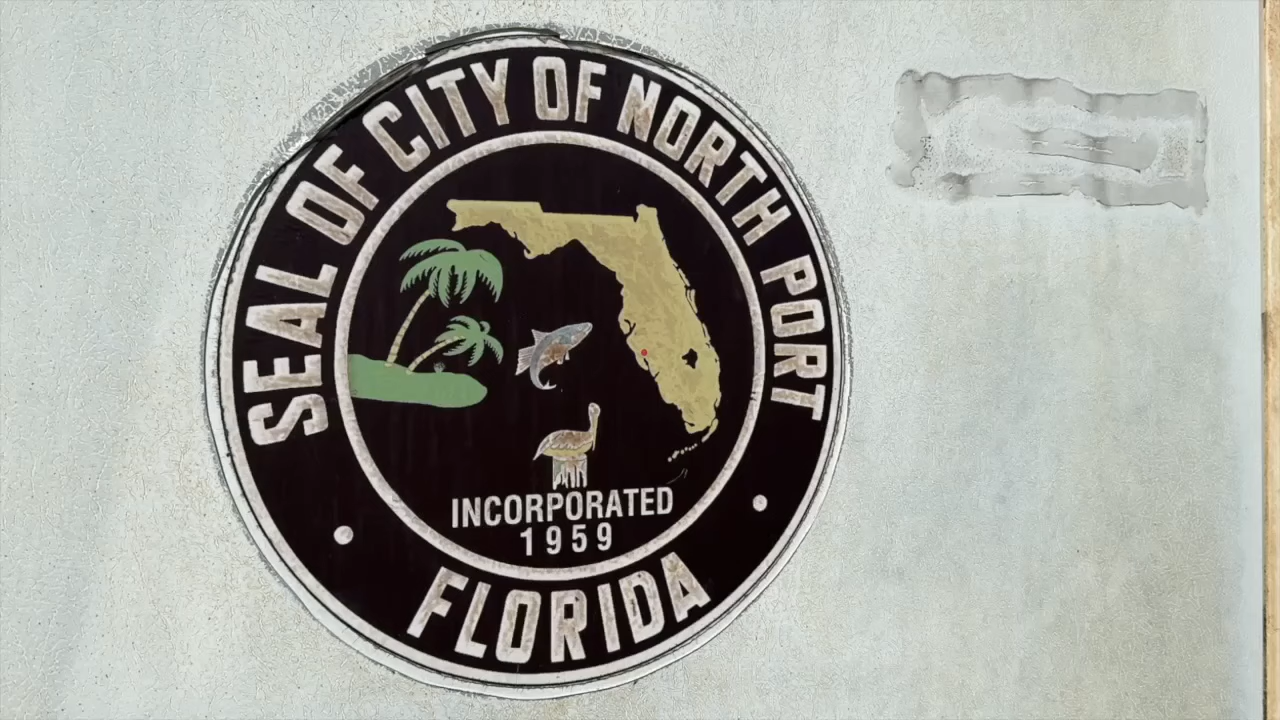 SEAL OF CITY OF NORTH PORT
INCORPORATED
1959
FLORIDA